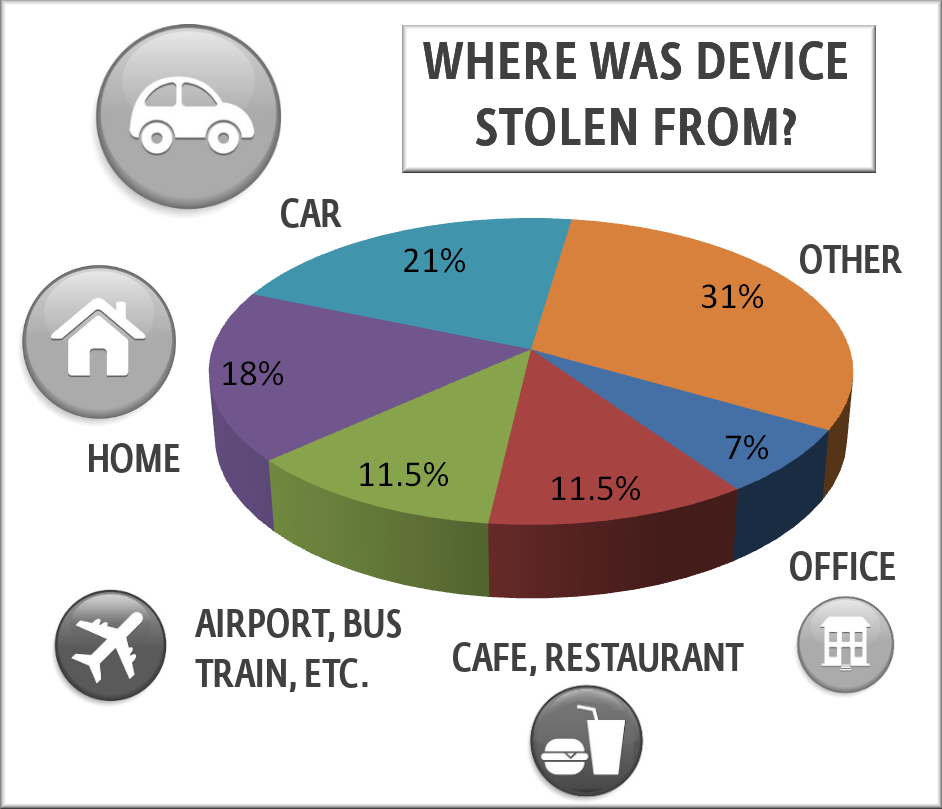 WHERE WAS DEVICE
STOLEN FROM?
CAR
21%
OTHER
31%
18%
HOME
7%
11.5%
11.5%
OFFICE
AIRPORT, BUS
TRAIN, ETC.
CAFE, RESTAURANT